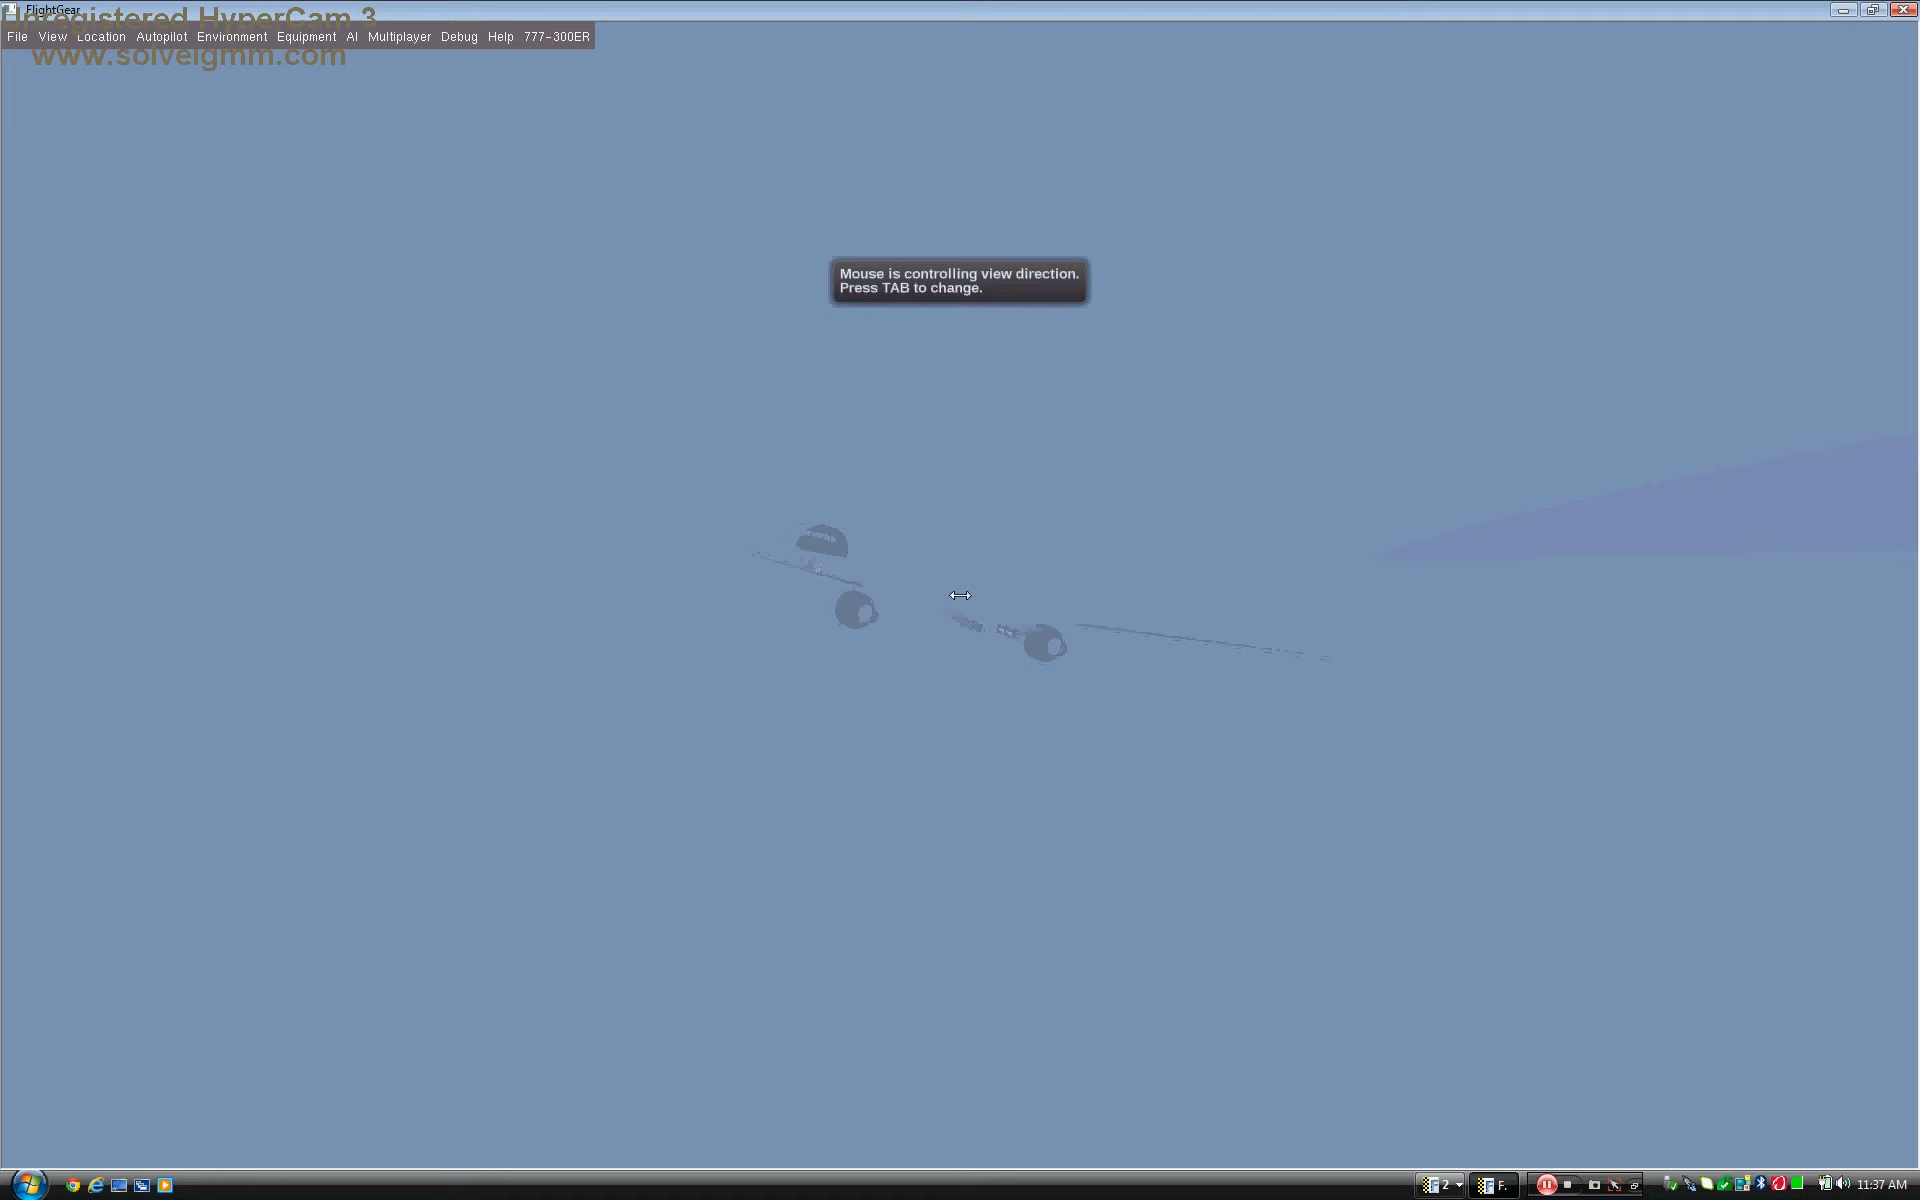 FlightGear
Unregistered HyperCam 3
File View Location Autopilot Environment Equipment AI Multiplayer Debug Help 777-300ER
www.solveigmm.com
Mouse is controlling view direction.
Press TAB to change.
2 F. 11:37 AM